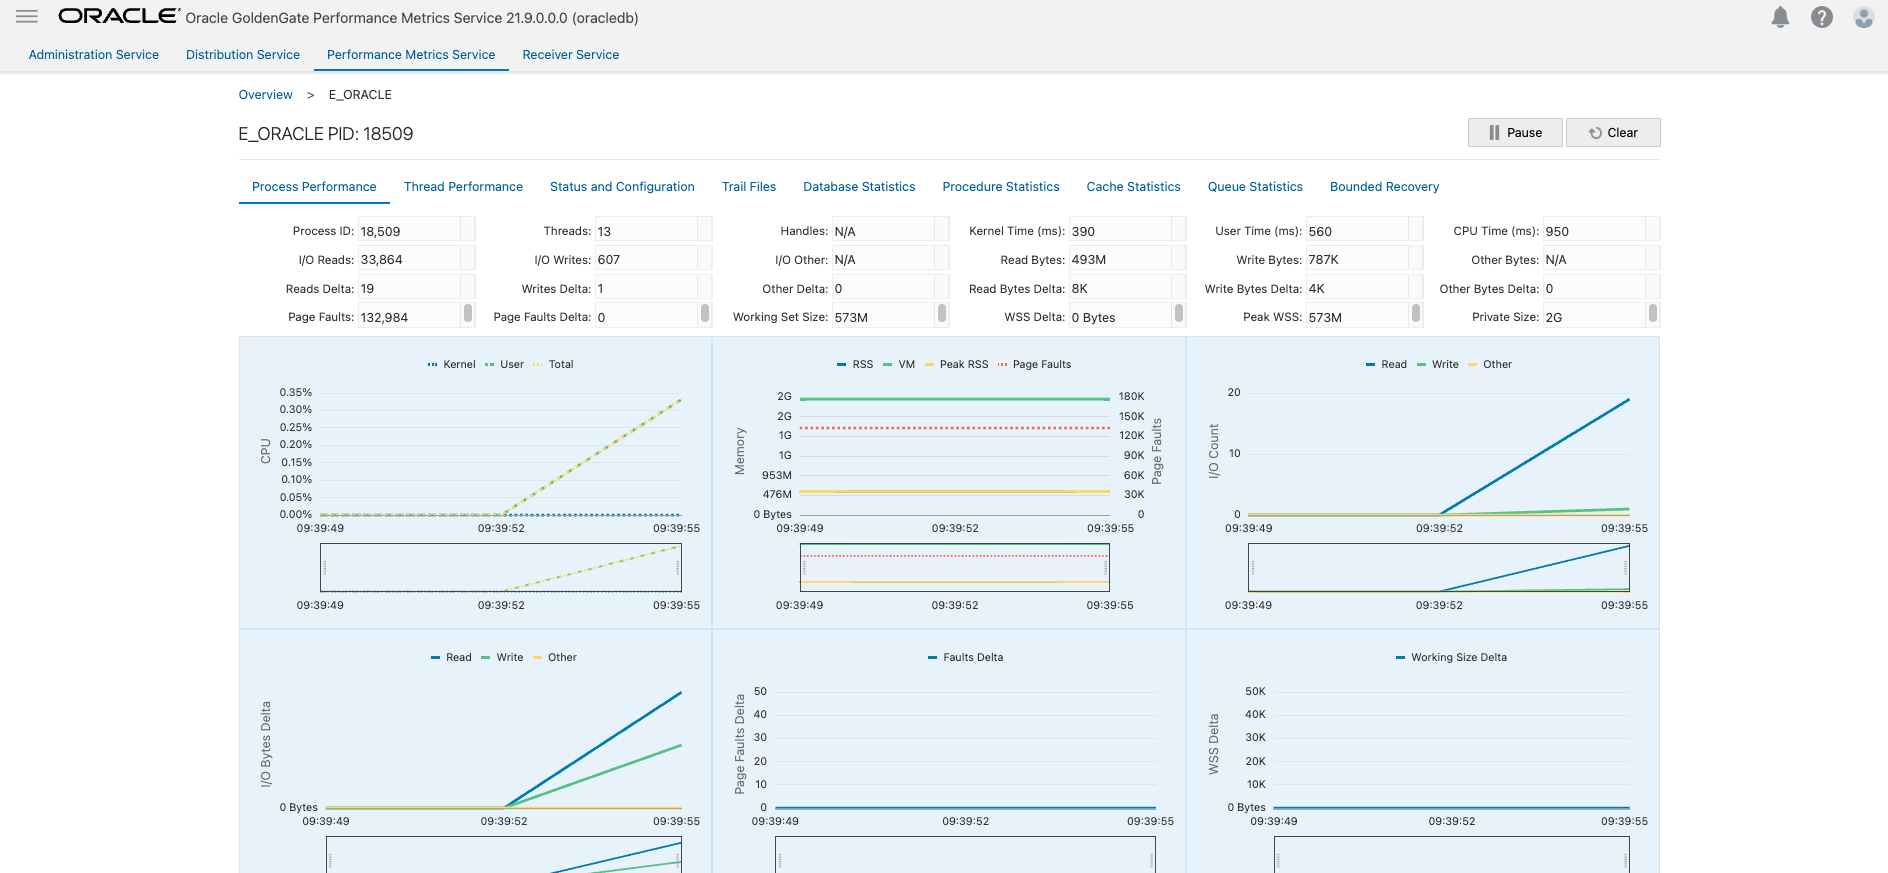 ORACLE Oracle GoldenGate Performance Metrics Service 21.9.0.0.0 (oracledb)
Administration Service Distribution Service Performance Metrics Service Receiver Service
Overview > E_ORACLE
E_ORACLE PID: 18509
Pause Clear
Process Performance Thread Performance Status and Configuration Trail Files Database Statistics Procedure Statistics Cache Statistics Queue Statistics Bounded Recovery
Process ID: 18,509 Threads: 13 Handles: N/A Kernel Time (ms): 390 User Time (ms): 560 CPU Time (ms): 950
I/O Reads: 33,864 I/O Writes: 607 I/O Other: N/A Read Bytes: 493M Write Bytes: 787K Other Bytes: N/A
Reads Delta: 19 Writes Delta: 1 Other Delta: 0 Read Bytes Delta: 8K Write Bytes Delta: 4K Other Bytes Delta: 0
Page Faults: 132,984 Page Faults Delta: 0 Working Set Size: 573M WSS Delta: 0 Bytes Peak WSS: 573M Private Size: 2G
Kernel User Total
CPU
0.35%
0.30%
0.25%
0.20%
0.15%
0.10%
0.05%
0.00%
09:39:49 09:39:52 09:39:55
09:39:49 09:39:52 09:39:55
RSS VM Peak RSS Page Faults
Memory
2G 180K
2G 150K
1G 120K
1G 90K
953M 60K
476M 30K
0 Bytes 0
Page Faults
09:39:49 09:39:52 09:39:55
09:39:49 09:39:52 09:39:55
Read Write Other
I/O Count
20
10
0
09:39:49 09:39:52 09:39:55
09:39:49 09:39:52 09:39:55
Read Write Other
I/O Bytes Delta
0 Bytes
09:39:49 09:39:52 09:39:55
Faults Delta
Page Faults Delta
50
40
30
20
10
0
09:39:49 09:39:52 09:39:55
Working Size Delta
WSS Delta
50K
40K
30K
20K
10K
0 Bytes
09:39:49 09:39:52 09:39:55